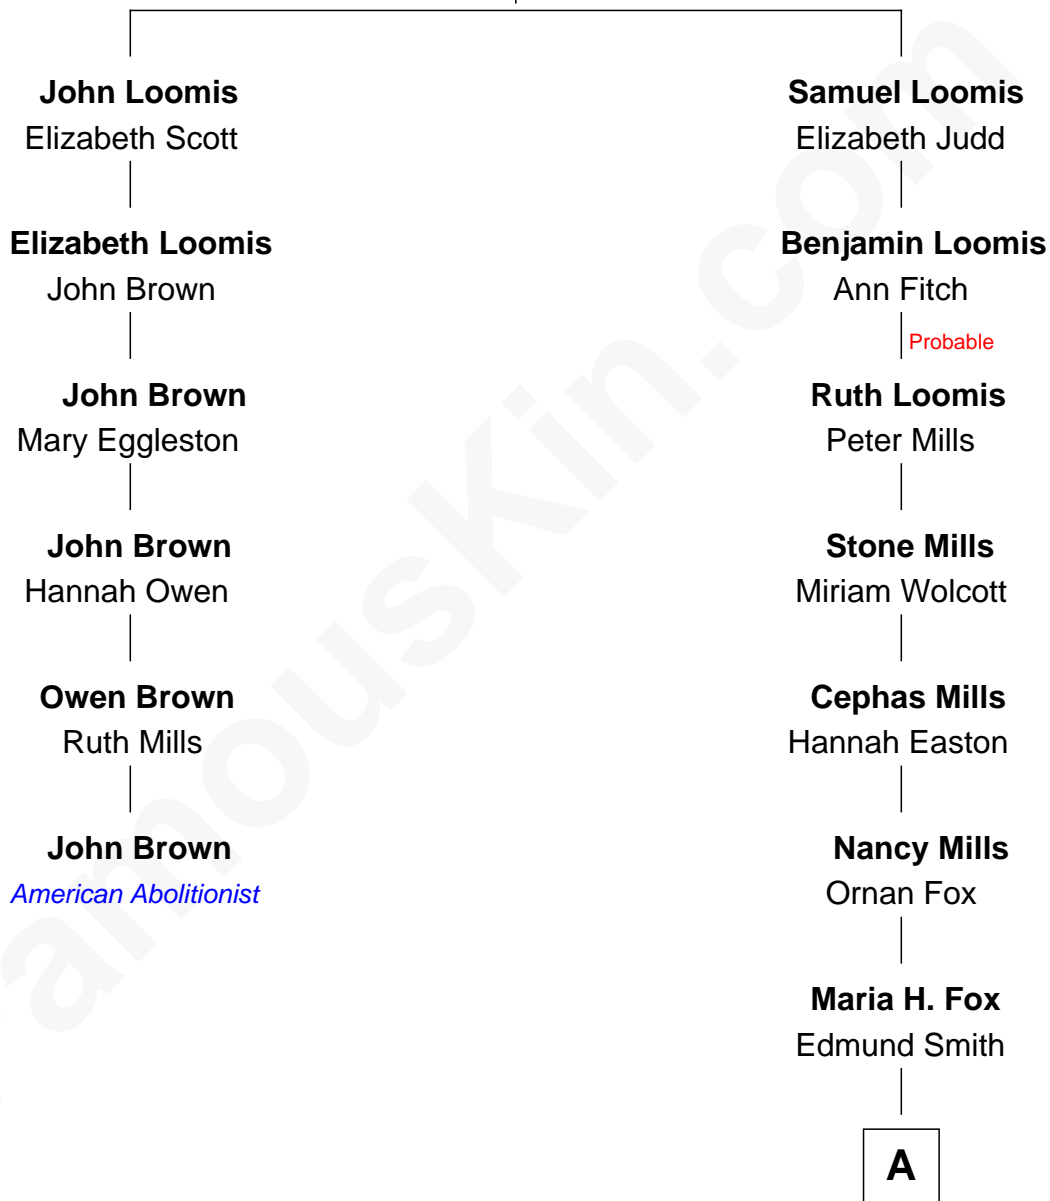 John Loomis
Elizabeth Scott
Elizabeth Loomis
John Brown
John Brown
Mary Eggleston
John Brown
Hannah Owen
Owen Brown
Ruth Mills
John Brown
American Abolitionist
Samuel Loomis
Elizabeth Judd
Benjamin Loomis
Ann Fitch
Probable
Ruth Loomis
Peter Mills
Stone Mills
Miriam Wolcott
Cephas Mills
Hannah Easton
Nancy Mills
Ornan Fox
Maria H. Fox
Edmund Smith
A
amouskin.com